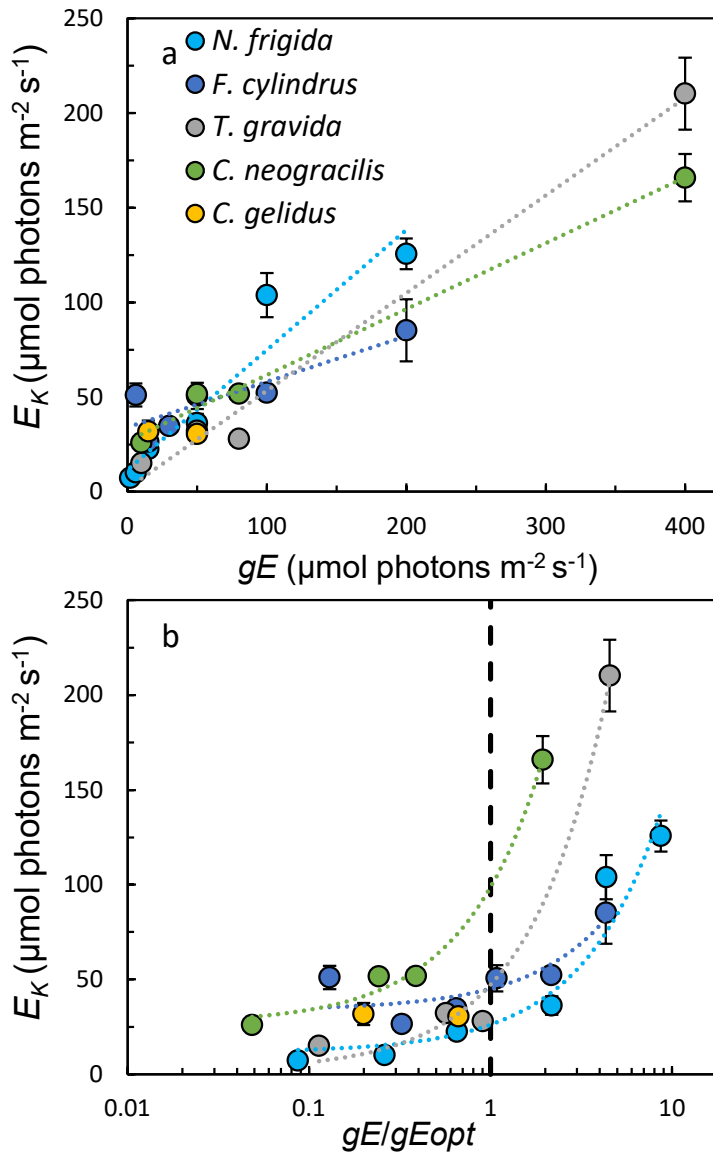 250
a
N. frigida
F. cylindrus
T. gravida
C. neogracilis
C. gelidus
200
150
100
50
0
E_K (µmol photons m⁻² s⁻¹)
0 100 200 300 400
gE (µmol photons m⁻² s⁻¹)
250
b
200
150
100
50
0
E_K (µmol photons m⁻² s⁻¹)
0.01 0.1 1 10
gE/gEopt